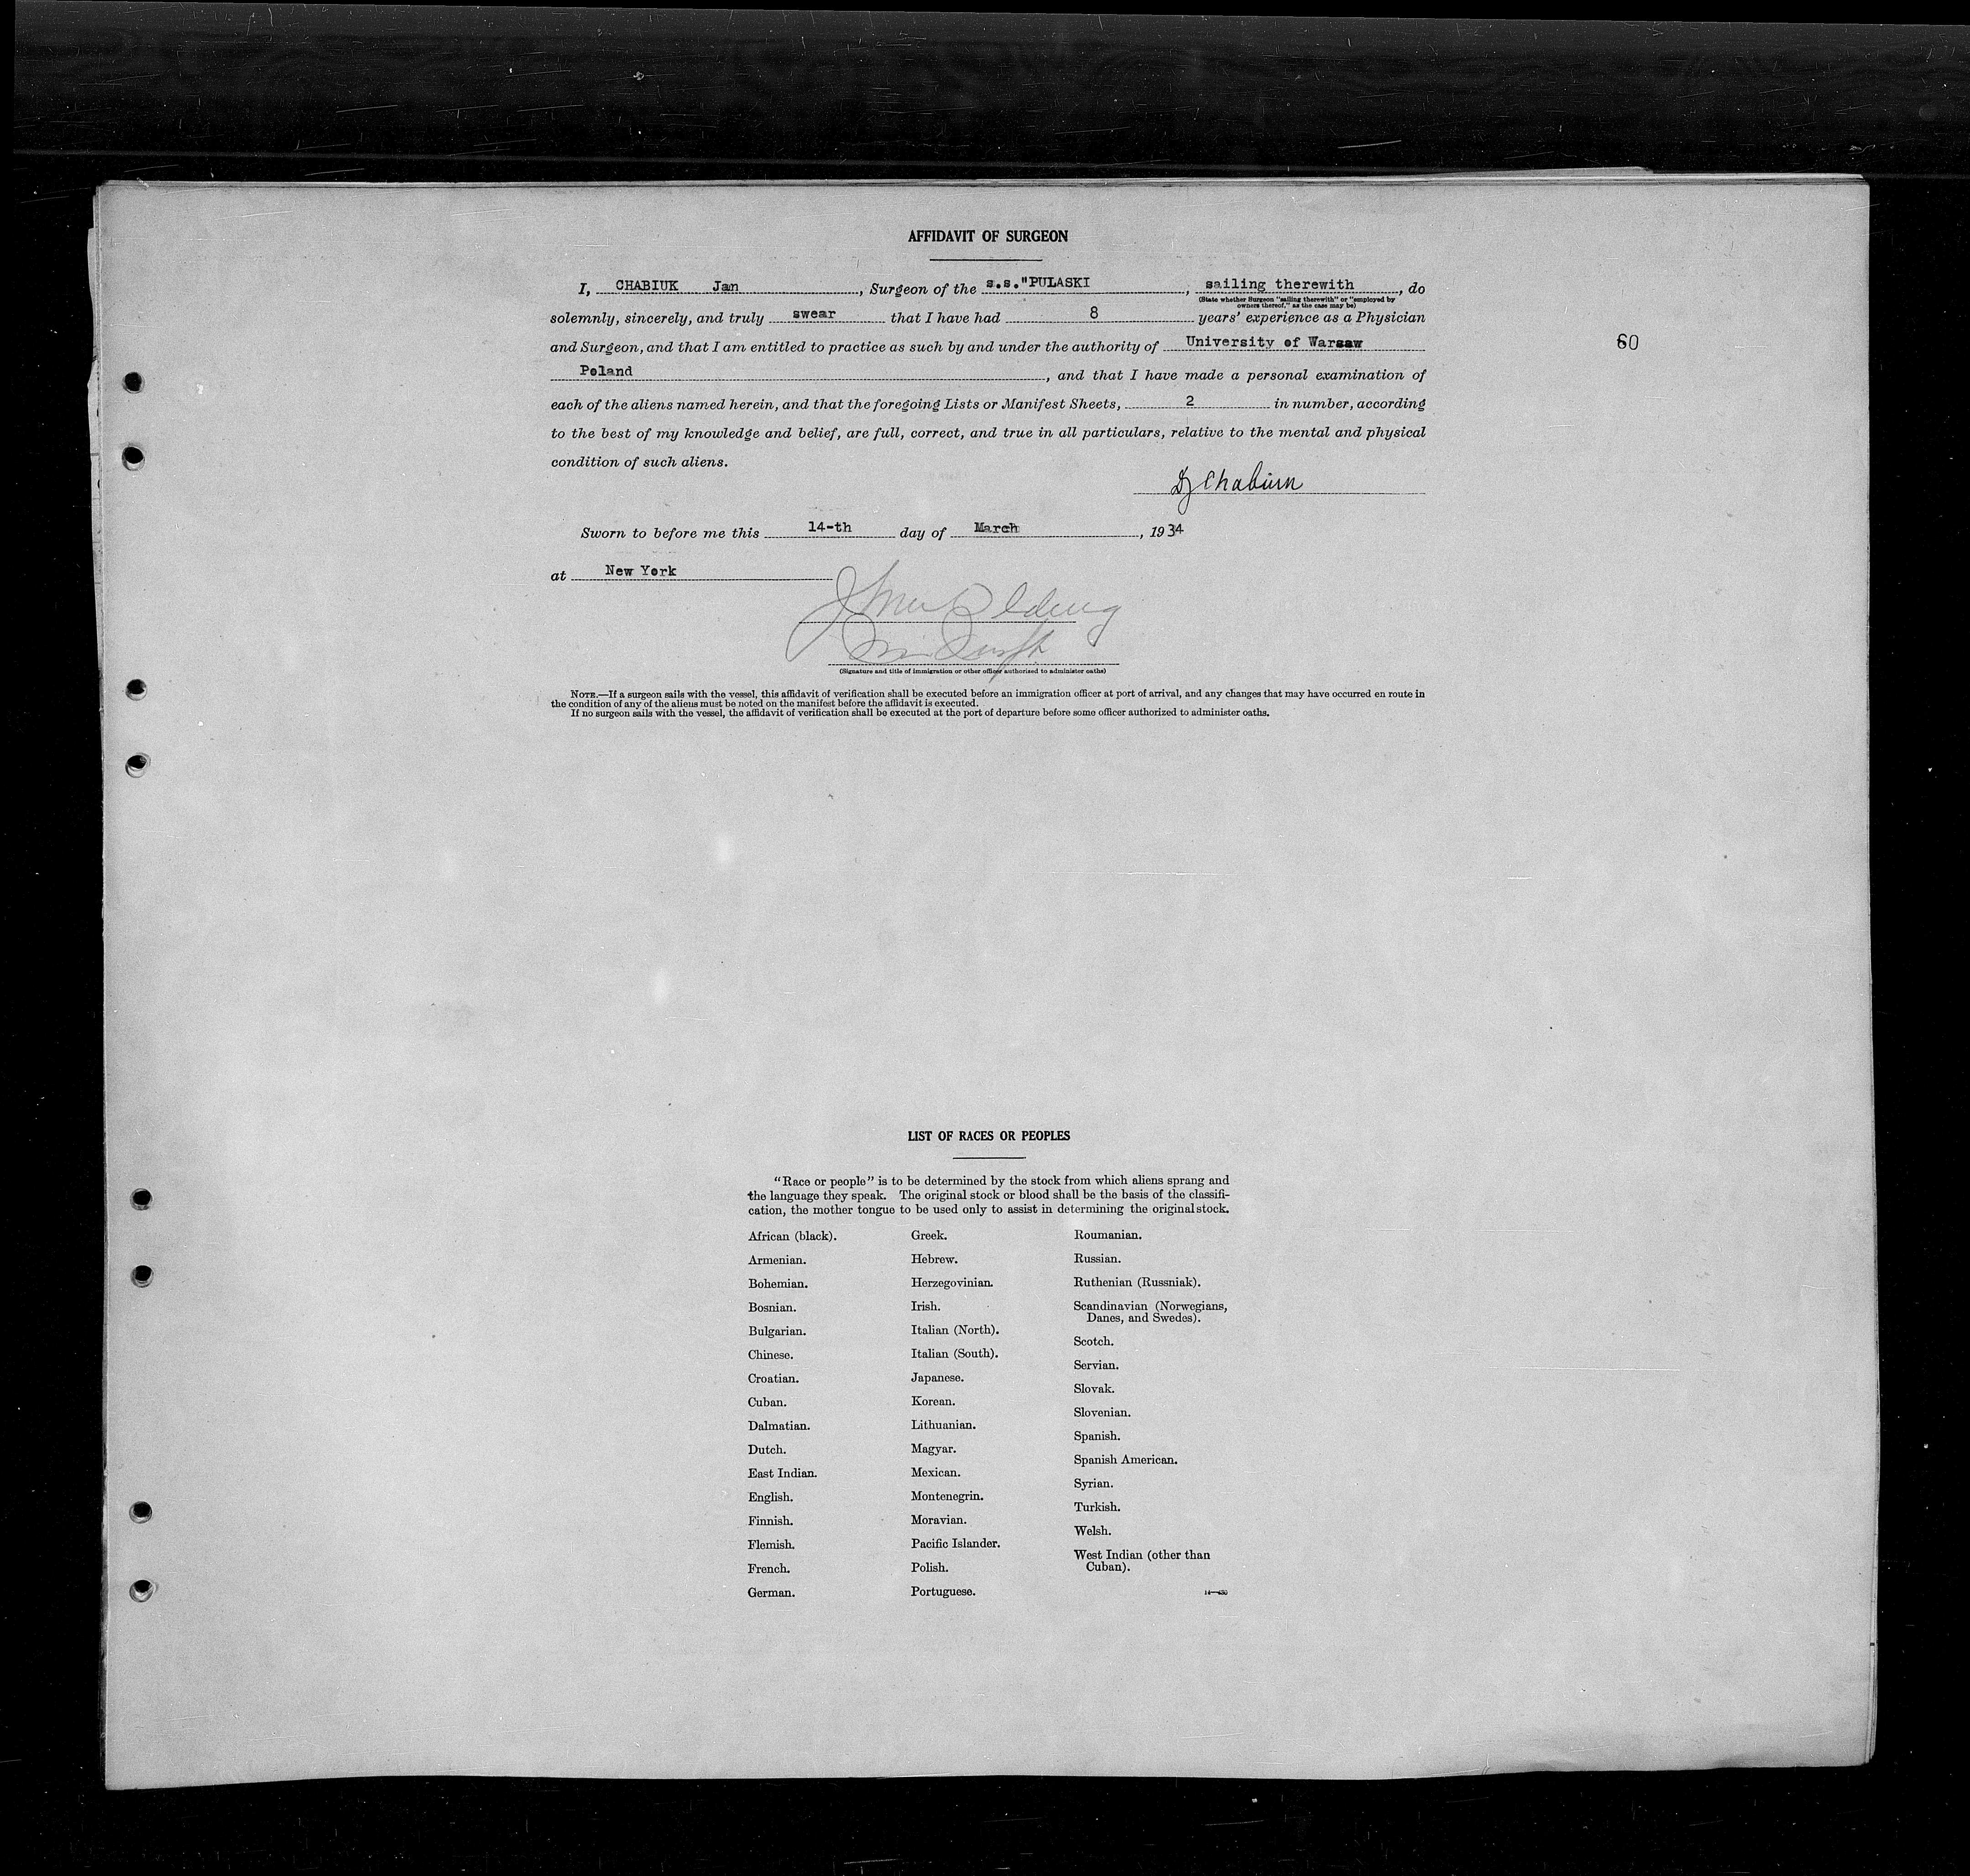 AFFIDAVIT OF SURGEON
I, CHABIUK Jan, Surgeon of the s.s."PULASKI, sailing therewith, do
(State whether Surgeon "sailing therewith" or "employed by
owners thereof," as the case may be)
solemnly, sincerely, and truly swear that I have had 8 years' experience as a Physician
and Surgeon, and that I am entitled to practice as such by and under the authority of University of Warsaw
60
Poland, and that I have made a personal examination of
each of the aliens named herein, and that the foregoing Lists or Manifest Sheets, 2 in number, according
to the best of my knowledge and belief, are full, correct, and true in all particulars, relative to the mental and physical
condition of such aliens.
Sworn to before me this 14-th day of March, 1934
at New York
(Signature and title of immigration or other officer authorized to administer oaths)
NOTE.—If a surgeon sails with the vessel, this affidavit of verification shall be executed before an immigration officer at port of arrival, and any changes that may have occurred en route in
the condition of any of the aliens must be noted on the manifest before the affidavit is executed.
If no surgeon sails with the vessel, the affidavit of verification shall be executed at the port of departure before some officer authorized to administer oaths.
LIST OF RACES OR PEOPLES
"Race or people" is to be determined by the stock from which aliens sprang and
the language they speak. The original stock or blood shall be the basis of the classifi-
cation, the mother tongue to be used only to assist in determining the original stock.
African (black).
Armenian.
Bohemian.
Bosnian.
Bulgarian.
Chinese.
Croatian.
Cuban.
Dalmatian.
Dutch.
East Indian.
English.
Finnish.
Flemish.
French.
German.
Greek.
Hebrew.
Herzegovinian.
Irish.
Italian (North).
Italian (South).
Japanese.
Korean.
Lithuanian.
Magyar.
Mexican.
Montenegrin.
Moravian.
Pacific Islander.
Polish.
Portuguese.
Roumanian.
Russian.
Ruthenian (Russniak).
Scandinavian (Norwegians,
Danes, and Swedes).
Scotch.
Servian.
Slovak.
Slovenian.
Spanish.
Spanish American.
Syrian.
Turkish.
Welsh.
West Indian (other than
Cuban).